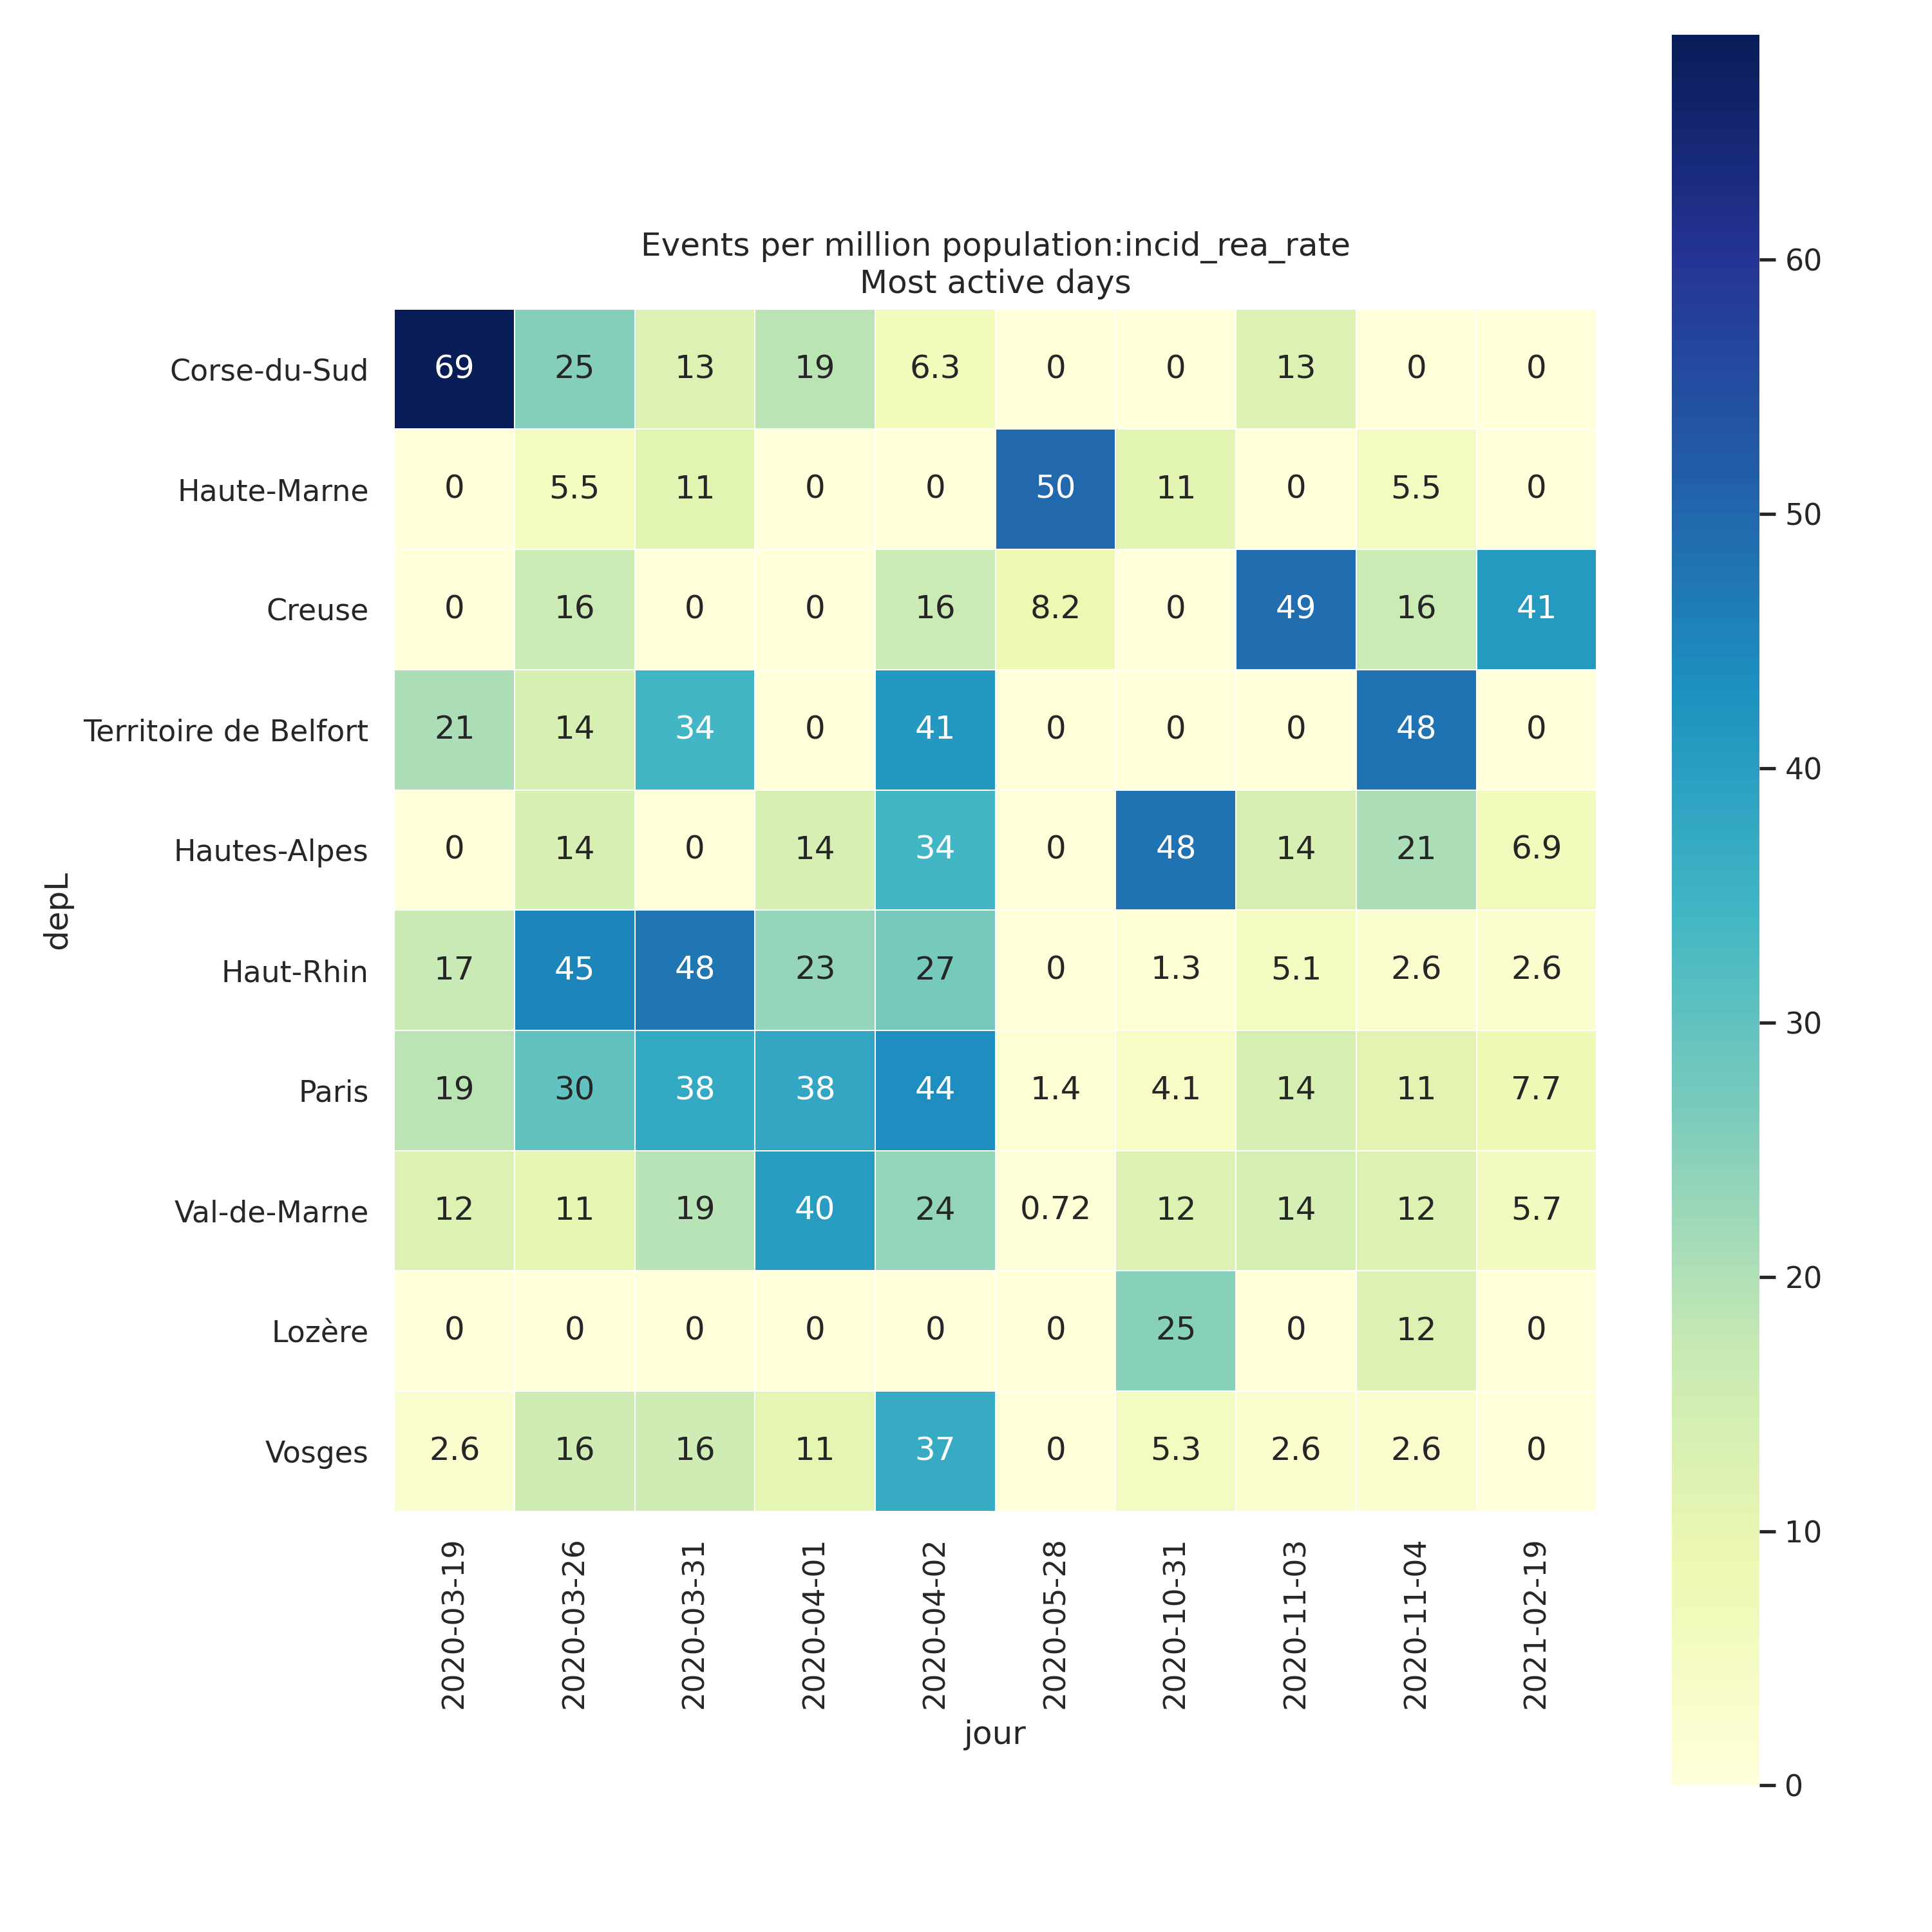 Events per million population:incid_rea_rate
Most active days
Corse-du-Sud 69 25 13 19 6.3 0 0 13 0 0
Haute-Marne 0 5.5 11 0 0 50 11 0 5.5 0
Creuse 0 16 0 0 16 8.2 0 49 16 41
Territoire de Belfort 21 14 34 0 41 0 0 0 48 0
Hautes-Alpes 0 14 0 14 34 0 48 14 21 6.9
Haut-Rhin 17 45 48 23 27 0 1.3 5.1 2.6 2.6
Paris 19 30 38 38 44 1.4 4.1 14 11 7.7
Val-de-Marne 12 11 19 40 24 0.72 12 14 12 5.7
Lozère 0 0 0 0 0 0 25 0 12 0
Vosges 2.6 16 16 11 37 0 5.3 2.6 2.6 0
depL
2020-03-19 2020-03-26 2020-03-31 2020-04-01 2020-04-02 2020-05-28 2020-10-31 2020-11-03 2020-11-04 2021-02-19
jour
60
50
40
30
20
10
0